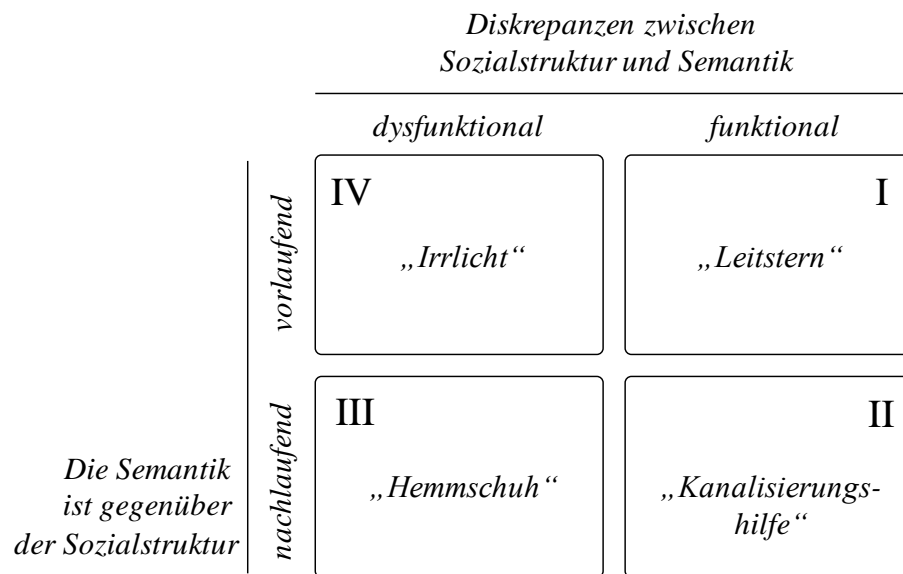 Diskrepanzen zwischen
Sozialstruktur und Semantik
dysfunktional
funktional
vorlaufend
IV
„Irrlicht“
I
„Leitstern“
nachlaufend
III
„Hemmschuh“
II
„Kanalisierungs-
hilfe“
Die Semantik
ist gegenüber
der Sozialstruktur